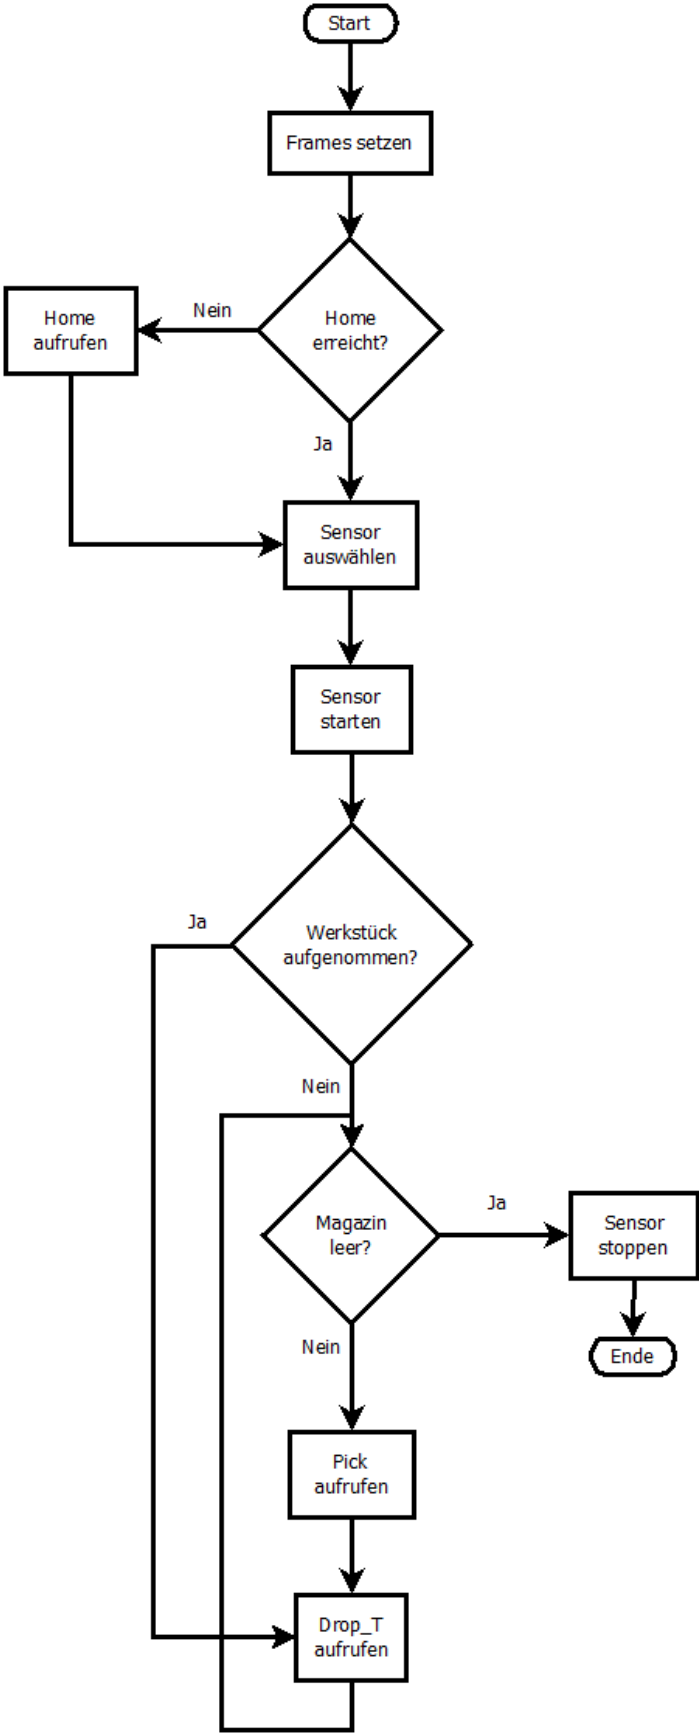 Start
Frames setzen
Nein
Home
aufrufen
Home
erreicht?
Ja
Sensor
auswählen
Sensor
starten
Ja
Werkstück
aufgenommen?
Nein
Magazin
leer?
Ja
Sensor
stoppen
Nein
Ende
Pick
aufrufen
Drop_T
aufrufen